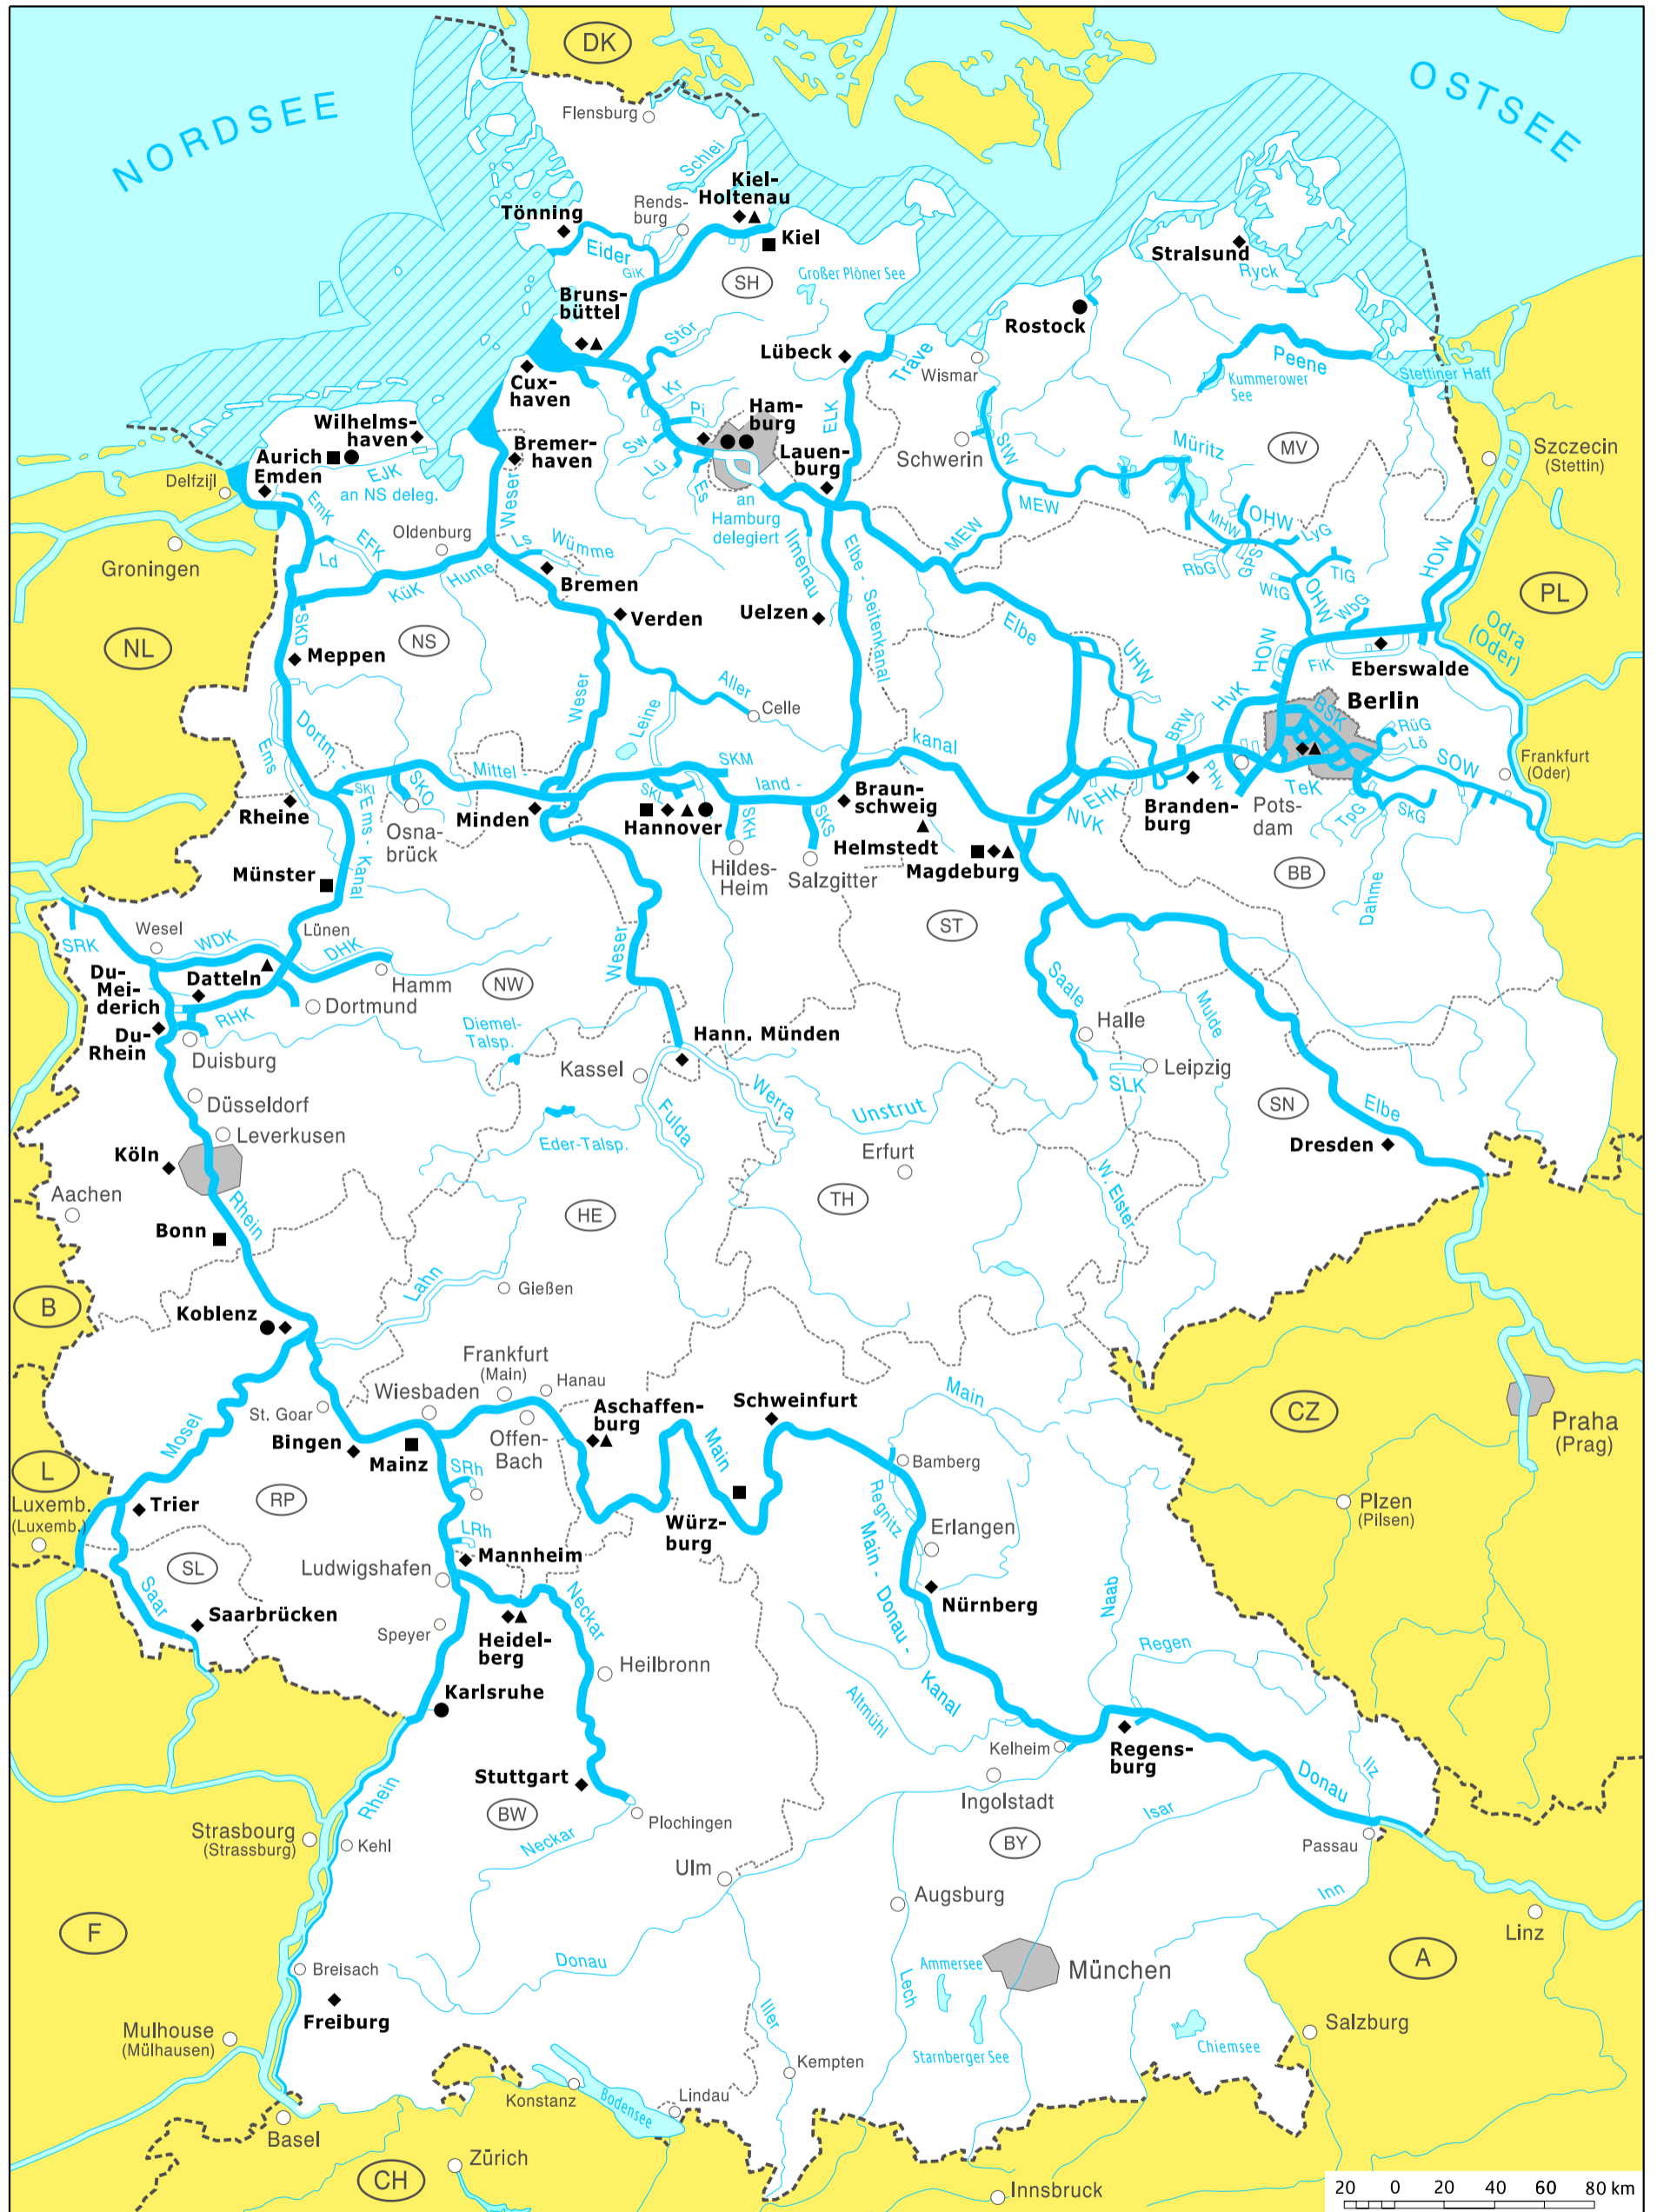 DK
NORDSEE
OSTSEE
Flensburg
Schlei
Kiel-
Holtenau
Rends-
burg
Tönning
Kiel
Eider
GiK
SH
Großer Plöner See
Stralsund
Ryck
Bruns-
büttel
Rostock
Stör
Lübeck
Trave
Wismar
Peene
Kummerower
See
Stettiner Haff
Cux-
haven
Kr
Pi
Ham-
burg
ELK
Wilhelms-
haven
Bremer-
haven
Sw
Lü
Es
Lauen-
burg
Schwerin
StW
Müritz
MV
Szczecin
(Stettin)
Aurich
Emden
EJK
an NS deleg.
Delfzijl
EmK
Weser
an
Hamburg
delegiert
Ilmenau
MEW
MEW
MHW
OHW
LyG
Groningen
Ld
EFK
Oldenburg
Ls
Wümme
Elbe - Seitenkanal
RbG
GPS
TlG
HOW
PL
KüK
Hunte
Bremen
WtG
OHW
WbG
NL
SKD
NS
Verden
Uelzen
Elbe
Odra
(Oder)
Meppen
Weser
Aller
Celle
UHW
HOW
FiK
Eberswalde
Berlin
Dortm. -
Ems
Leine
HvK
BSK
BRW
RüG
Lö
SOW
Frankfurt
(Oder)
kanal
Mittel -
SKM
land -
SKI
SKO
SKL
PHv
TeK
Rheine
Ems - Kanal
Osna-
brück
Minden
Hannover
SKH
SKS
Braun-
schweig
Helmstedt
NVK
EHK
Branden-
burg
Pots-
dam
TpG
SkG
Münster
Hildes-
Heim
Salzgitter
Magdeburg
BB
Dahme
ST
Wesel
WDK
Lünen
DHK
SRK
Du-
Mei-
derich
Datteln
Hamm
NW
Weser
Dortmund
RHK
Du-
Rhein
Duisburg
Diemel-
Talsp.
Hann. Münden
Saale
Mulde
Halle
Kassel
Werra
Leipzig
SLK
Düsseldorf
Leverkusen
Fulda
Unstrut
SN
Elbe
Eder-Talsp.
Köln
Erfurt
Dresden
Aachen
Rhein
HE
TH
W. Elster
Bonn
B
Lahn
Gießen
Koblenz
Frankfurt
(Main)
Hanau
Wiesbaden
Main
St. Goar
Mosel
Aschaffen-
burg
Schweinfurt
CZ
Praha
(Prag)
Bingen
Mainz
Offen-
Bach
Main
L
SRh
Bamberg
Luxemb.
(Luxemb.)
Trier
RP
Regnitz
Plzen
(Pilsen)
LRh
Würz-
burg
Erlangen
SL
Ludwigshafen
Mannheim
Main - Donau -
Kanal
Saar
Saarbrücken
Neckar
Nürnberg
Naab
Speyer
Heidel-
berg
Regen
Heilbronn
Karlsruhe
Altmühl
Kelheim
Regens-
burg
Stuttgart
Ilz
Donau
Rhein
BW
Ingolstadt
Isar
Plochingen
Strasbourg
(Strassburg)
Kehl
Neckar
BY
Passau
Ulm
Augsburg
Inn
F
Linz
Donau
Ammersee
München
A
Breisach
Lech
Freiburg
Iller
Mulhouse
(Mülhausen)
Salzburg
Chiemsee
Starnberger See
Kempten
Konstanz
Bodensee
Lindau
Basel
Zürich
CH
Innsbruck
20 0 20 40 60 80 km